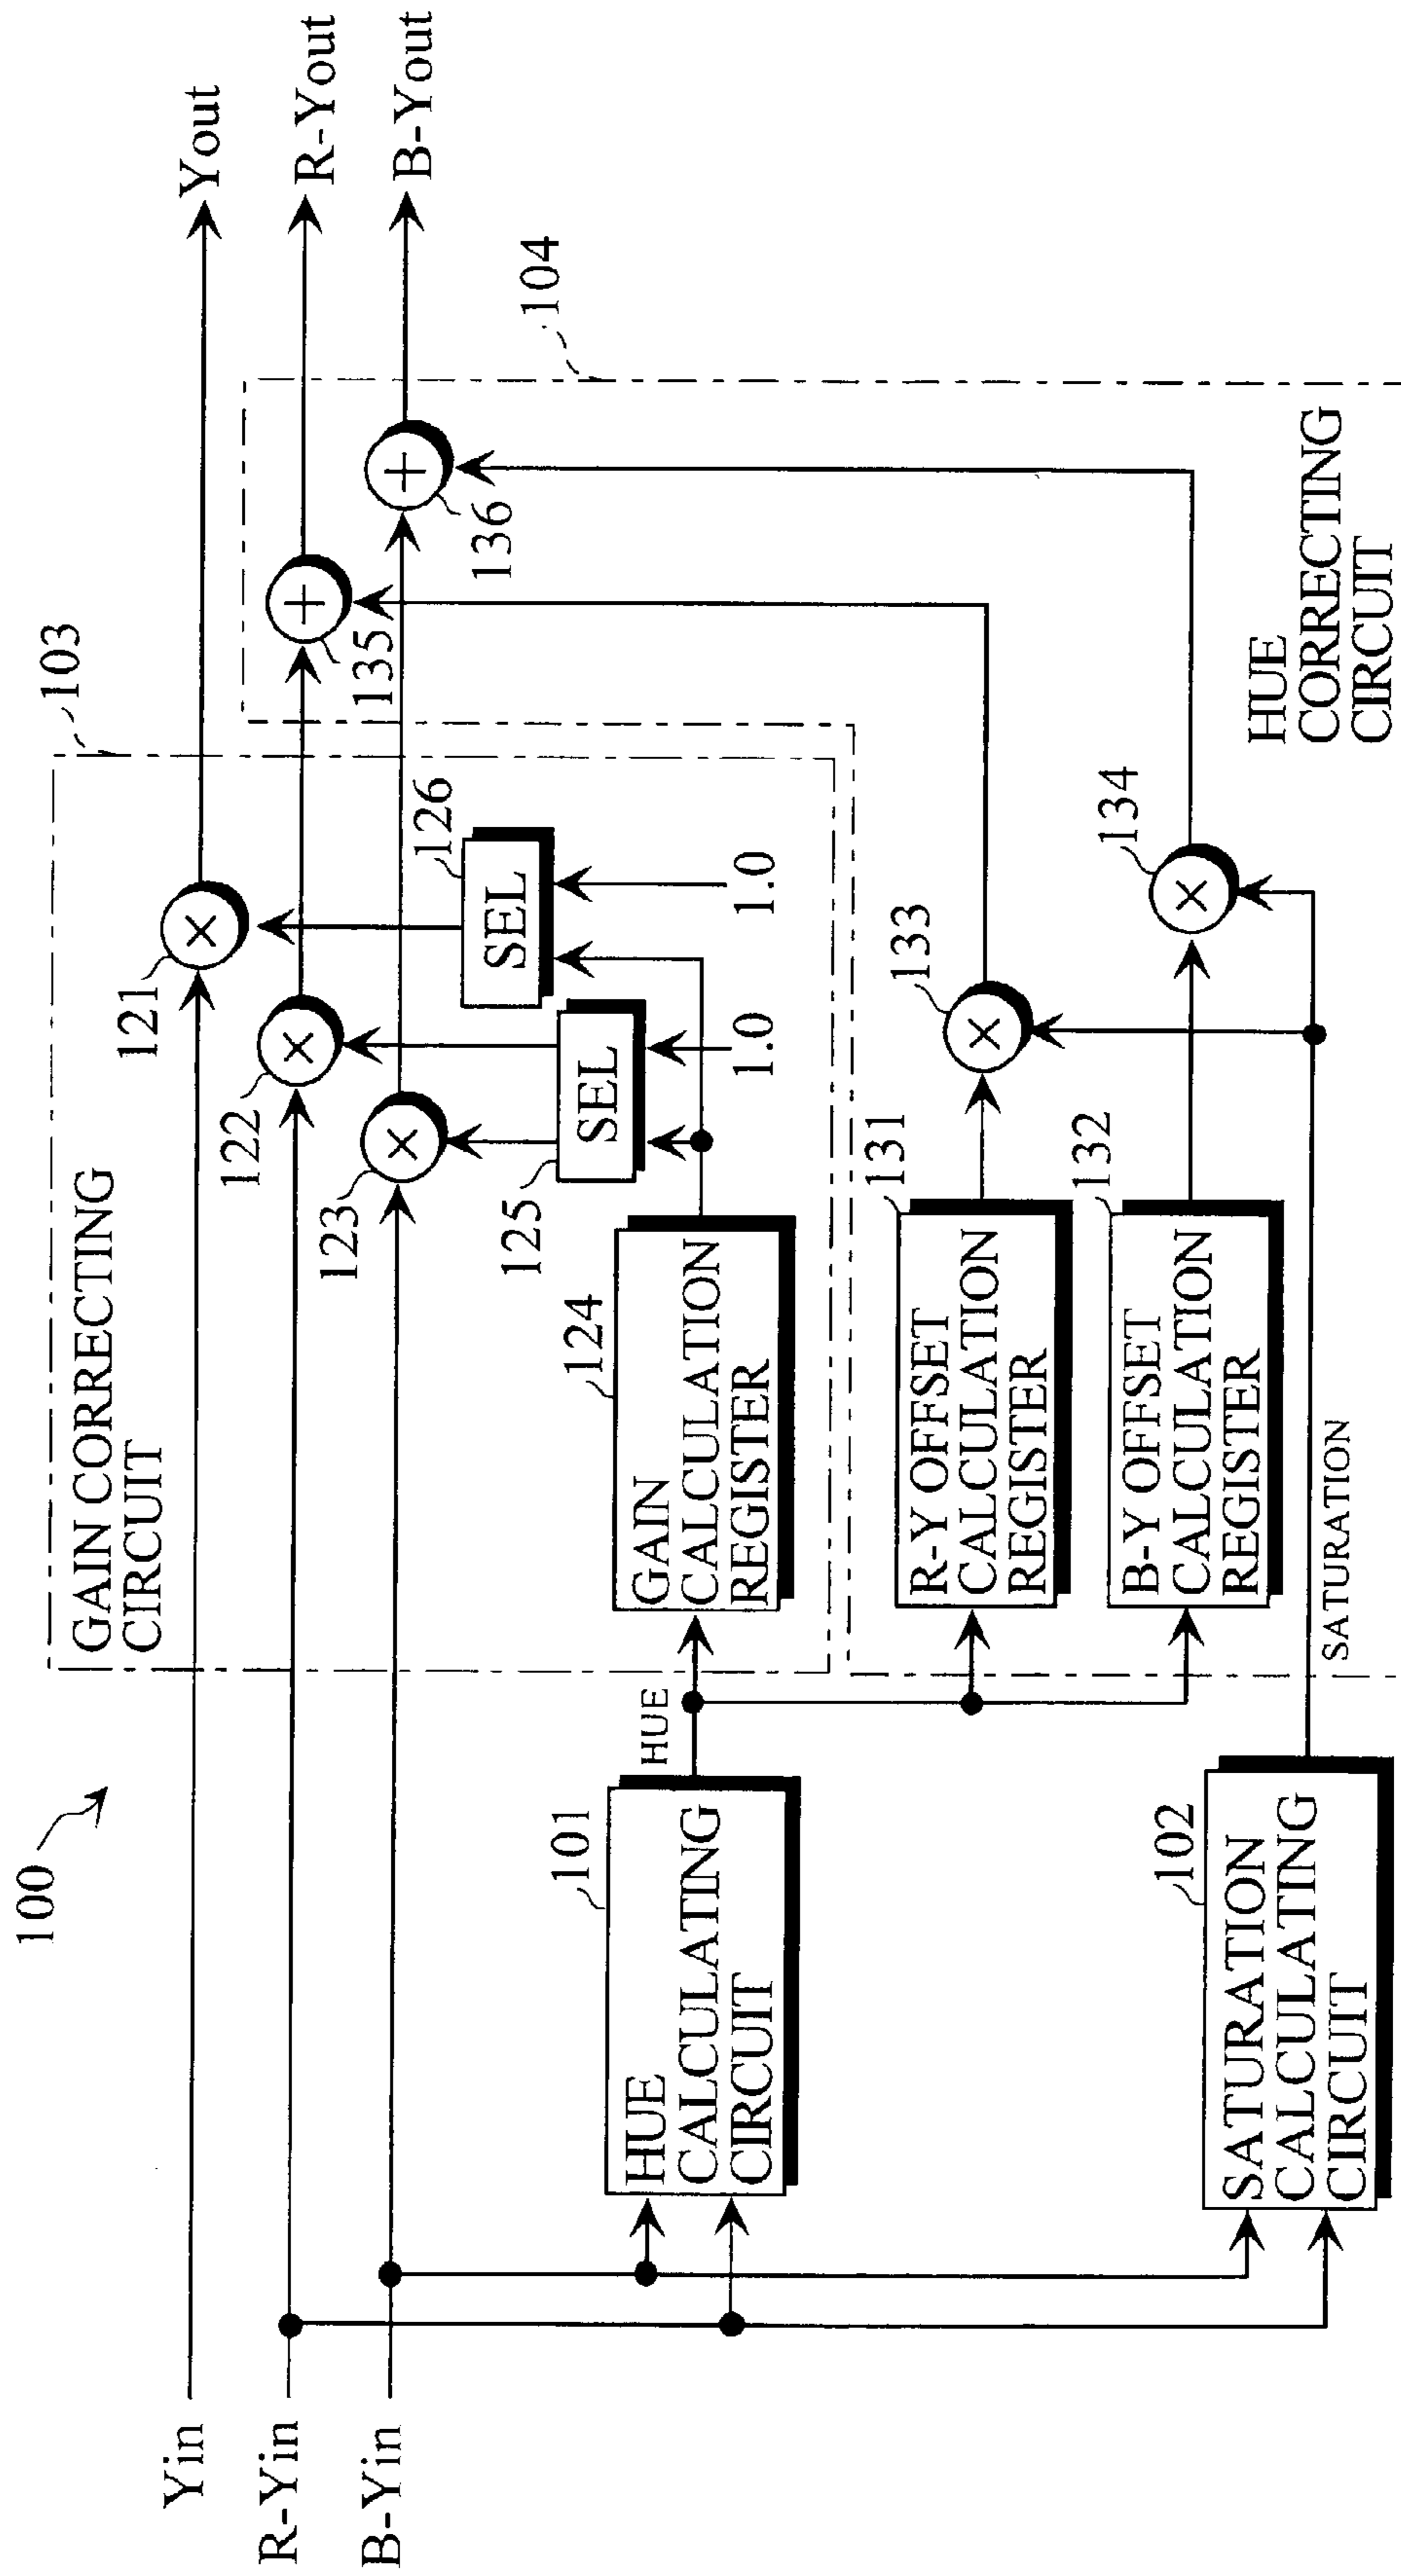 100
103
GAIN CORRECTING
CIRCUIT
Yin
R-Yin
B-Yin
121
122
123
Yout
R-Yout
B-Yout
135
136
104
125
SEL
1.0
126
SEL
1.0
124
GAIN
CALCULATION
REGISTER
101
HUE
CALCULATING
CIRCUIT
HUE
131
R-Y OFFSET
CALCULATION
REGISTER
133
132
B-Y OFFSET
CALCULATION
REGISTER
134
HUE
CORRECTING
CIRCUIT
102
SATURATION
CALCULATING
CIRCUIT
SATURATION